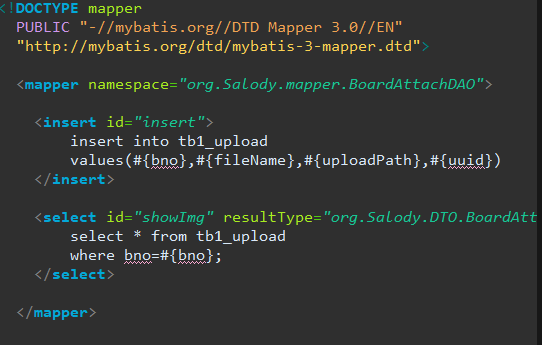 <!DOCTYPE mapper
PUBLIC "-//mybatis.org//DTD Mapper 3.0//EN"
"http://mybatis.org/dtd/mybatis-3-mapper.dtd">
<mapper namespace="org.Salody.mapper.BoardAttachDAO">
<insert id="insert">
insert into tb1_upload
values(#{bno},#{fileName},#{uploadPath},#{uuid})
</insert>
<select id="showImg" resultType="org.Salody.DTO.BoardAtt
select * from tb1_upload
where bno=#{bno};
</select>
</mapper>